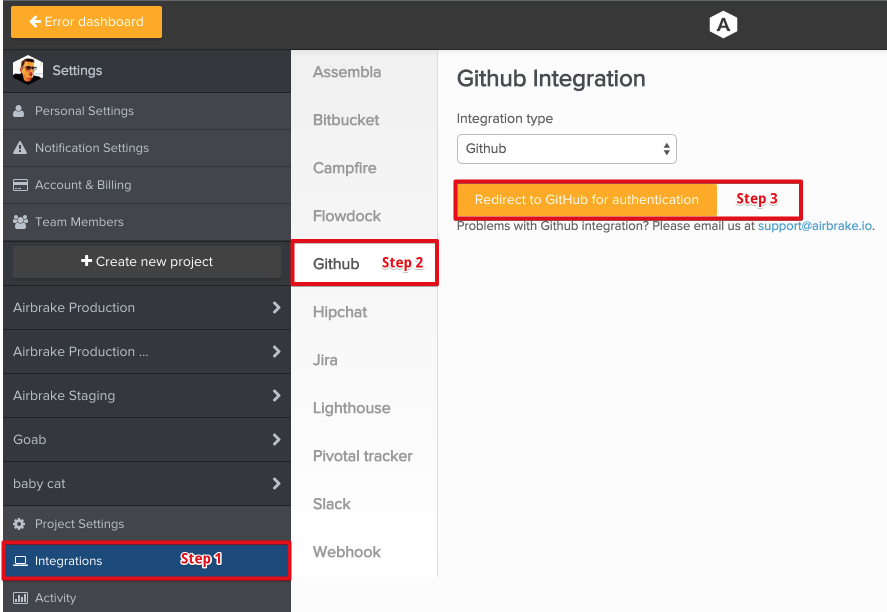 Error dashboard
A
Settings
Personal Settings
Notification Settings
Account & Billing
Team Members
Create new project
Airbrake Production
Airbrake Production ...
Airbrake Staging
Goab
baby cat
Project Settings
Integrations Step 1
Activity
Assembla
Bitbucket
Campfire
Flowdock
Github Step 2
Hipchat
Jira
Lighthouse
Pivotal tracker
Slack
Webhook
Github Integration
Integration type
Github
Redirect to GitHub for authentication Step 3
Problems with Github integration? Please email us at support@airbrake.io.